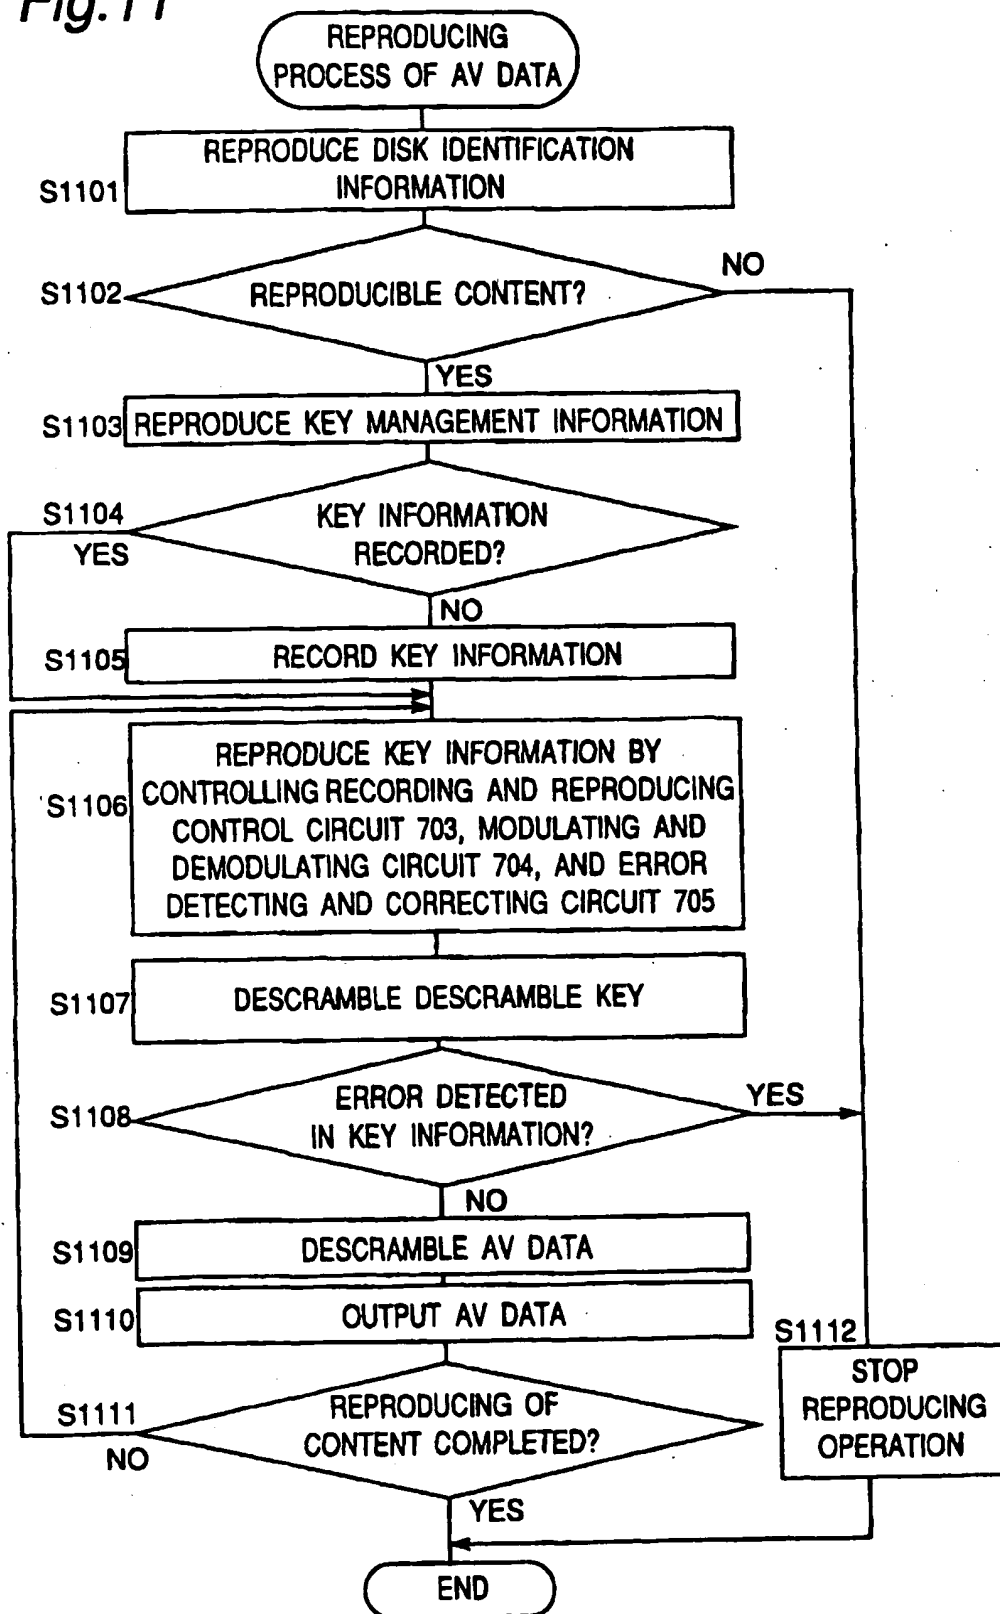 Fig. 11
REPRODUCING
PROCESS OF AV DATA
S1101
REPRODUCE DISK IDENTIFICATION
INFORMATION
S1102
REPRODUCIBLE CONTENT?
NO
YES
S1103
REPRODUCE KEY MANAGEMENT INFORMATION
S1104
YES
KEY INFORMATION
RECORDED?
NO
S1105
RECORD KEY INFORMATION
S1106
REPRODUCE KEY INFORMATION BY
CONTROLLING RECORDING AND REPRODUCING
CONTROL CIRCUIT 703, MODULATING AND
DEMODULATING CIRCUIT 704, AND ERROR
DETECTING AND CORRECTING CIRCUIT 705
S1107
DESCRAMBLE DESCRAMBLE KEY
S1108
ERROR DETECTED
IN KEY INFORMATION?
YES
NO
S1109
DESCRAMBLE AV DATA
S1110
OUTPUT AV DATA
S1111
NO
REPRODUCING OF
CONTENT COMPLETED?
YES
S1112
STOP
REPRODUCING
OPERATION
END